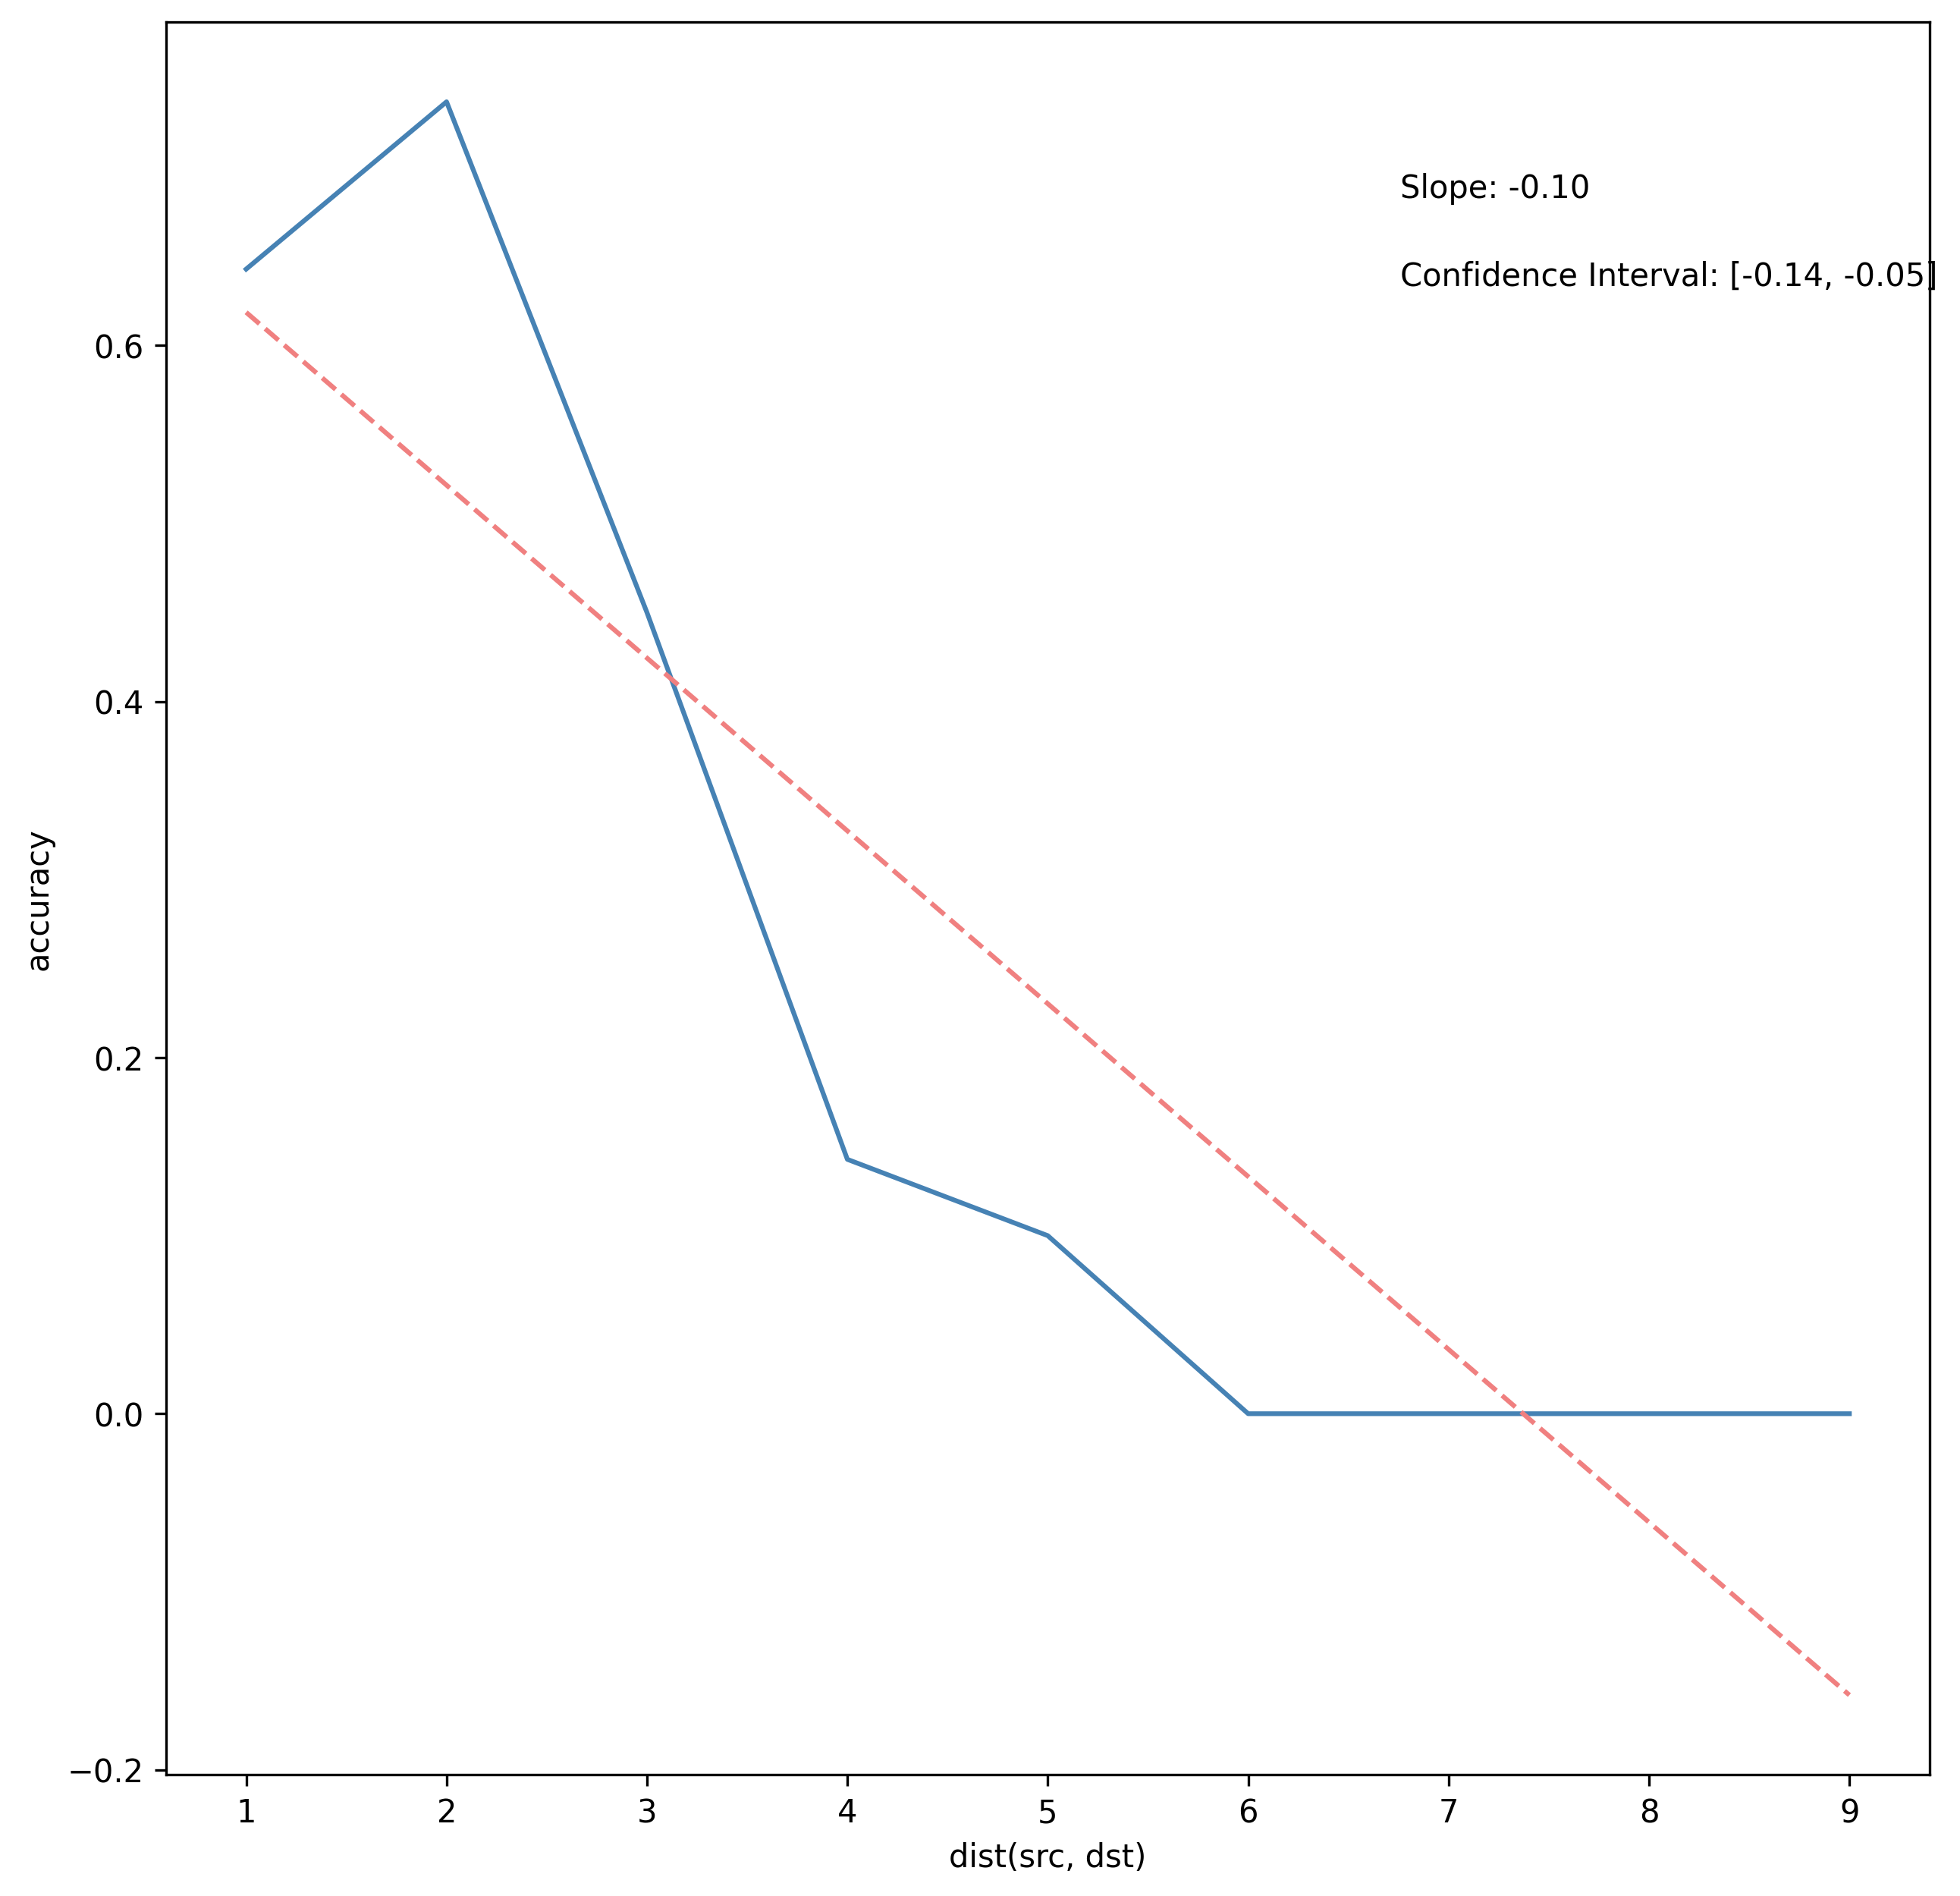 Slope: -0.10
Confidence Interval: [-0.14, -0.05]
0.6
0.4
0.2
0.0
−0.2
accuracy
1 2 3 4 5 6 7 8 9
dist(src, dst)